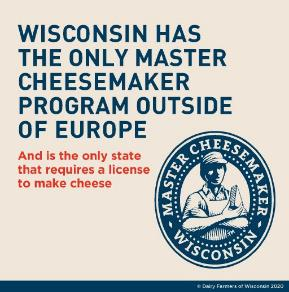 WISCONSIN HAS
THE ONLY MASTER
CHEESEMAKER
PROGRAM OUTSIDE
OF EUROPE
And is the only state
that requires a license
to make cheese
MASTER CHEESEMAKER
WISCONSIN
© Dairy Farmers of Wisconsin 2020